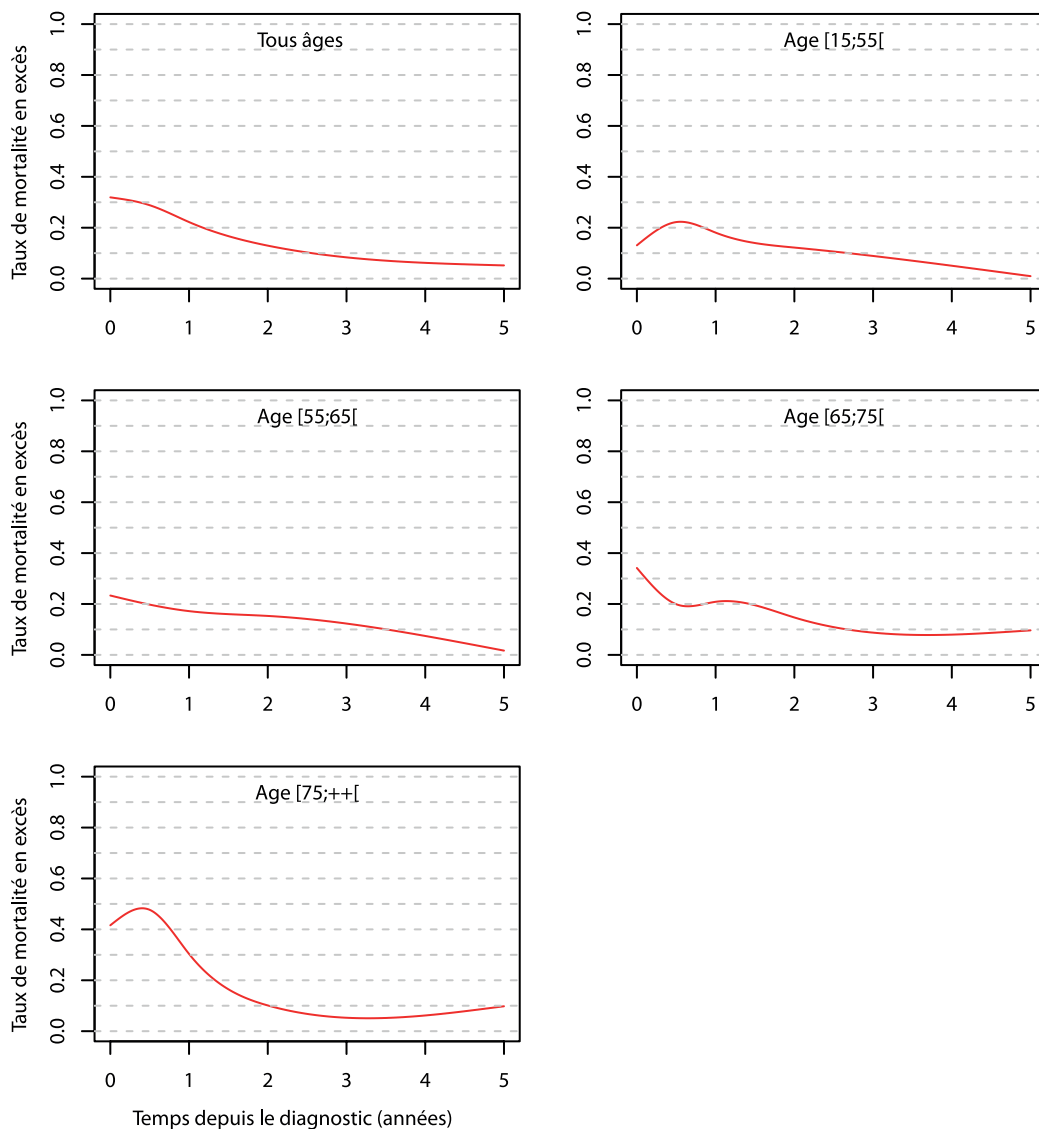 Tous âges
Taux de mortalité en excès
0.0 0.2 0.4 0.6 0.8 1.0
0 1 2 3 4 5
Age [15;55[
0.0 0.2 0.4 0.6 0.8 1.0
0 1 2 3 4 5
Age [55;65[
Taux de mortalité en excès
0.0 0.2 0.4 0.6 0.8 1.0
0 1 2 3 4 5
Age [65;75[
0.0 0.2 0.4 0.6 0.8 1.0
0 1 2 3 4 5
Age [75;++[
Taux de mortalité en excès
0.0 0.2 0.4 0.6 0.8 1.0
0 1 2 3 4 5
Temps depuis le diagnostic (années)